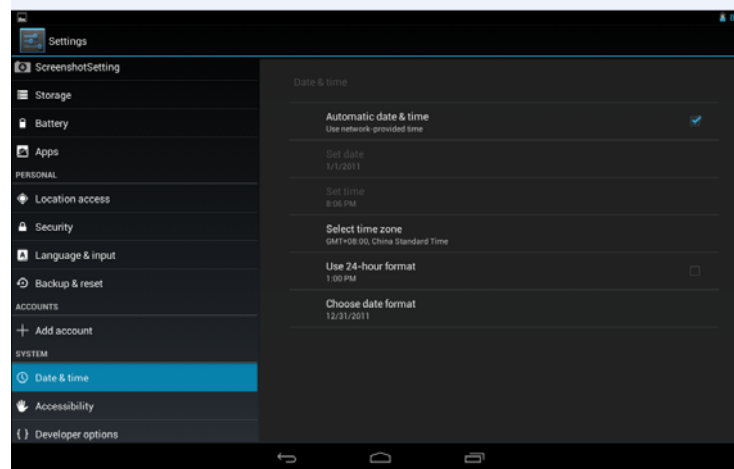 Settings
ScreenshotSetting
Storage
Battery
Apps
PERSONAL
Location access
Security
Language & input
Backup & reset
ACCOUNTS
Add account
SYSTEM
Date & time
Accessibility
{ } Developer options
Date & time
Automatic date & time
Use network-provided time
Set date
1/1/2011
Set time
8:06 PM
Select time zone
GMT+08:00, China Standard Time
Use 24-hour format
1:00 PM
Choose date format
12/31/2011